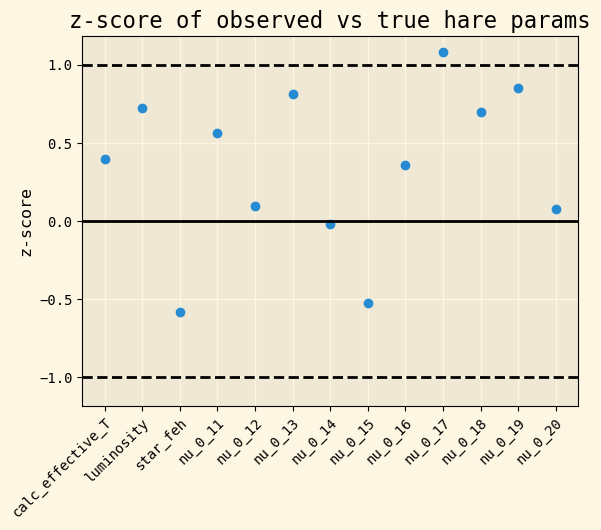 z-score of observed vs true hare params
z-score
1.0
0.5
0.0
−0.5
−1.0
calc_effective_T
luminosity
star_feh
nu_0_11
nu_0_12
nu_0_13
nu_0_14
nu_0_15
nu_0_16
nu_0_17
nu_0_18
nu_0_19
nu_0_20